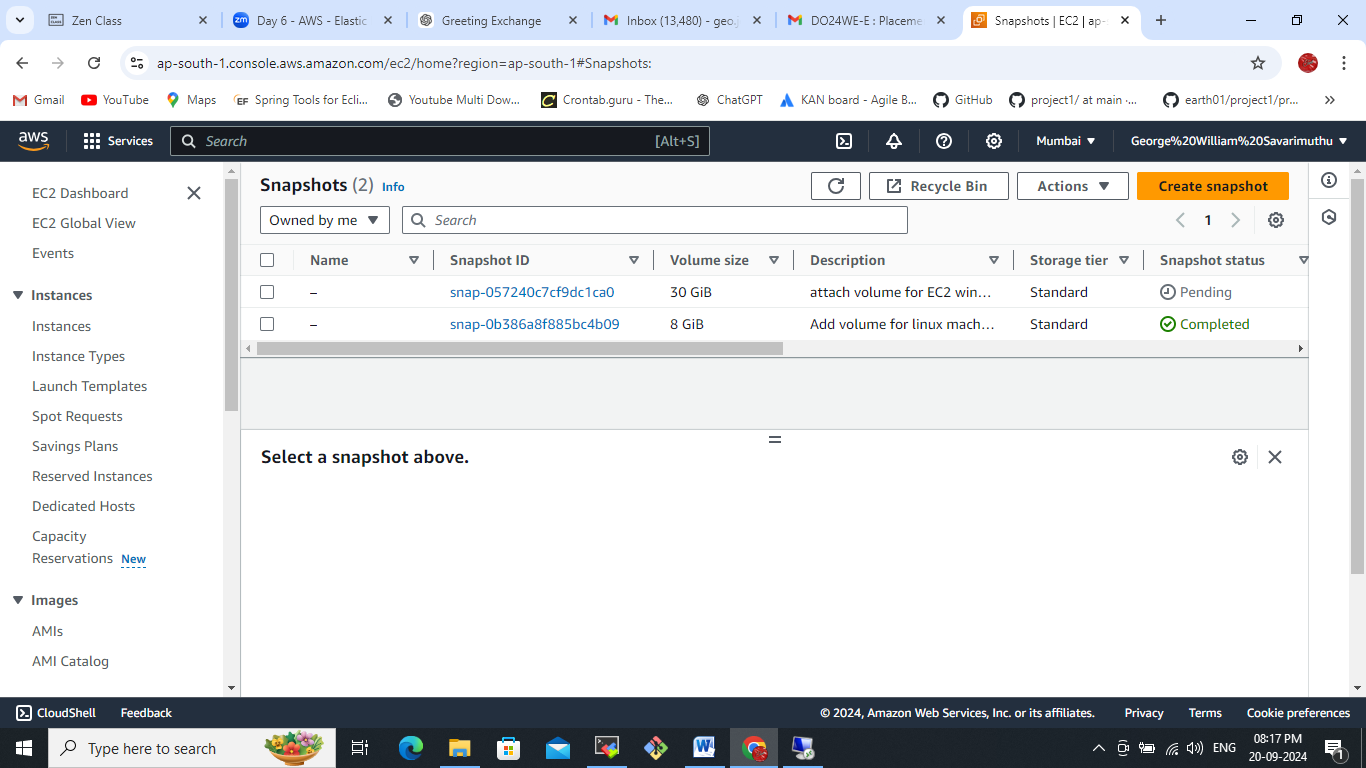 Zen Class
Day 6 - AWS - Elastic
Greeting Exchange
Inbox (13,480) - geo.j
DO24WE-E : Placeme
Snapshots | EC2 | ap-s
ap-south-1.console.aws.amazon.com/ec2/home?region=ap-south-1#Snapshots:
Gmail
YouTube
Maps
Spring Tools for Ecli...
Youtube Multi Dow...
Crontab.guru - The...
ChatGPT
KAN board - Agile B...
GitHub
project1/ at main ·...
earth01/project1/pr...
aws
Services
Search
[Alt+S]
Mumbai
George%20William%20Savarimuthu
EC2 Dashboard
EC2 Global View
Events
Instances
Instances
Instance Types
Launch Templates
Spot Requests
Savings Plans
Reserved Instances
Dedicated Hosts
Capacity
Reservations New
Images
AMIs
AMI Catalog
Snapshots (2) Info
Recycle Bin
Actions
Create snapshot
Owned by me
Search
1
Name Snapshot ID Volume size Description Storage tier Snapshot status
– snap-057240c7cf9dc1ca0 30 GiB attach volume for EC2 win... Standard Pending
– snap-0b386a8f885bc4b09 8 GiB Add volume for linux mach... Standard Completed
Select a snapshot above.
CloudShell
Feedback
© 2024, Amazon Web Services, Inc. or its affiliates.
Privacy
Terms
Cookie preferences
Type here to search
ENG
08:17 PM
20-09-2024
1